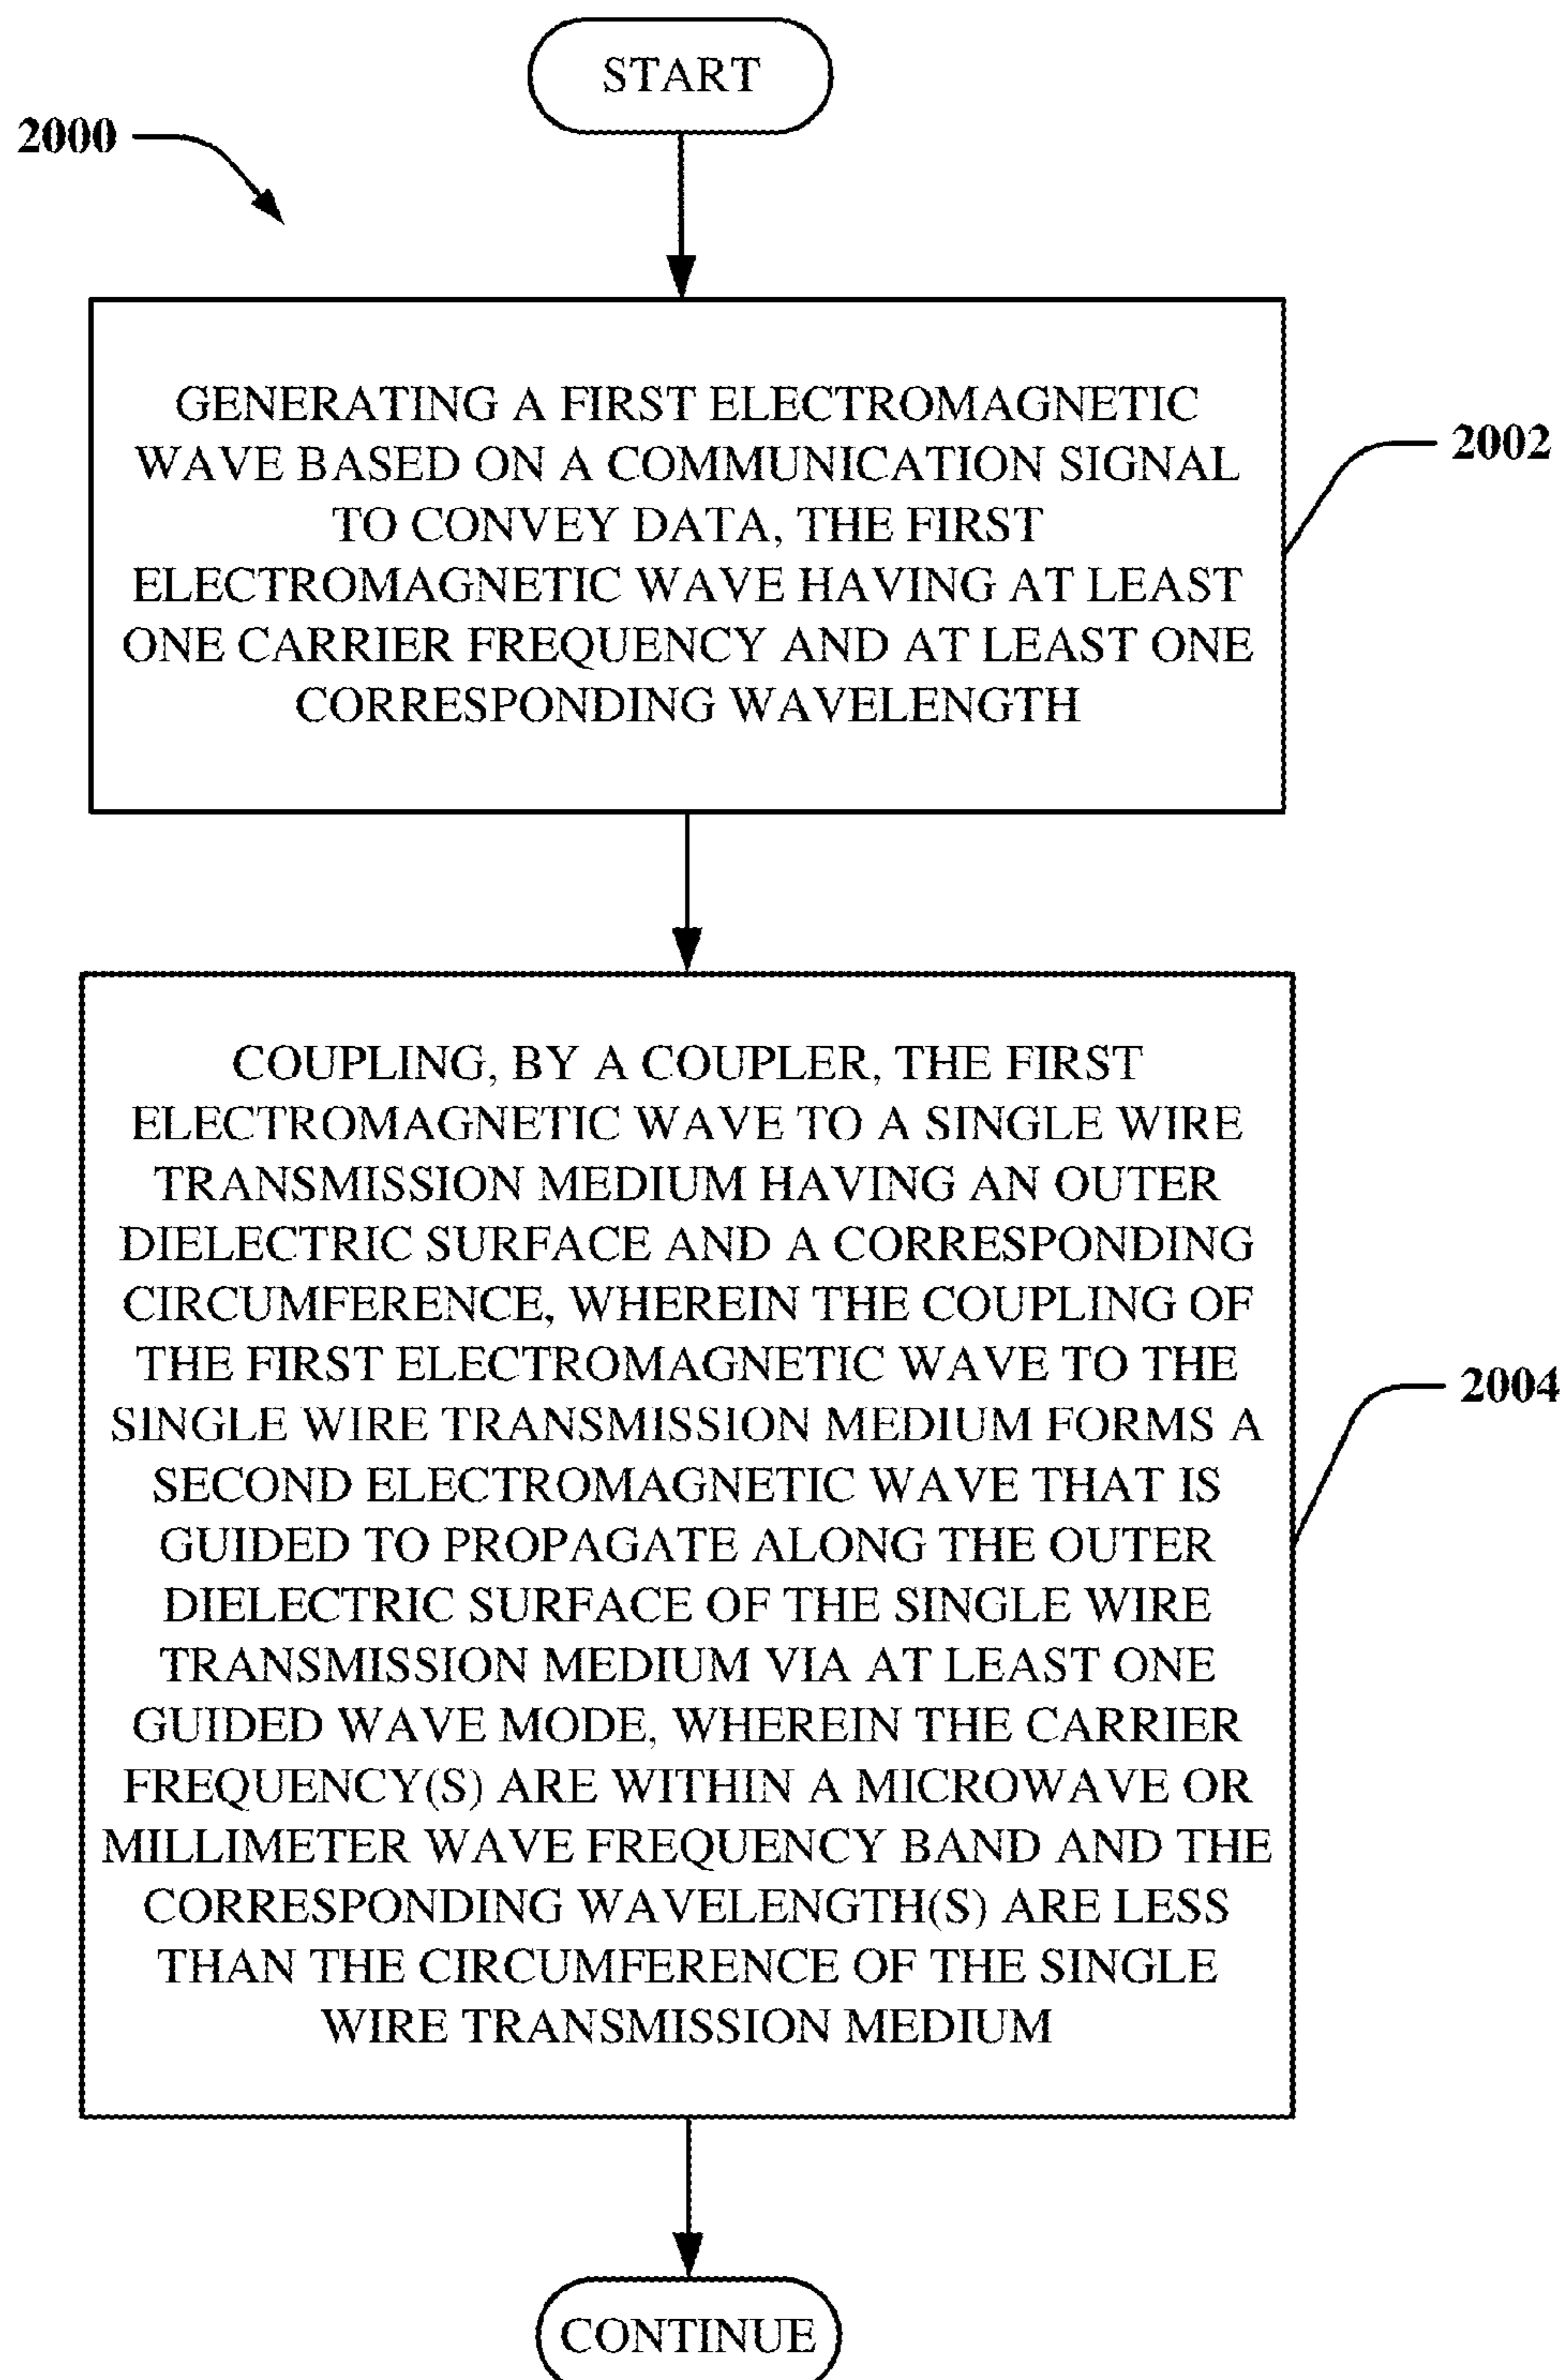 START
2000
GENERATING A FIRST ELECTROMAGNETIC
WAVE BASED ON A COMMUNICATION SIGNAL
TO CONVEY DATA, THE FIRST
ELECTROMAGNETIC WAVE HAVING AT LEAST
ONE CARRIER FREQUENCY AND AT LEAST ONE
CORRESPONDING WAVELENGTH
2002
COUPLING, BY A COUPLER, THE FIRST
ELECTROMAGNETIC WAVE TO A SINGLE WIRE
TRANSMISSION MEDIUM HAVING AN OUTER
DIELECTRIC SURFACE AND A CORRESPONDING
CIRCUMFERENCE, WHEREIN THE COUPLING OF
THE FIRST ELECTROMAGNETIC WAVE TO THE
SINGLE WIRE TRANSMISSION MEDIUM FORMS A
SECOND ELECTROMAGNETIC WAVE THAT IS
GUIDED TO PROPAGATE ALONG THE OUTER
DIELECTRIC SURFACE OF THE SINGLE WIRE
TRANSMISSION MEDIUM VIA AT LEAST ONE
GUIDED WAVE MODE, WHEREIN THE CARRIER
FREQUENCY(S) ARE WITHIN A MICROWAVE OR
MILLIMETER WAVE FREQUENCY BAND AND THE
CORRESPONDING WAVELENGTH(S) ARE LESS
THAN THE CIRCUMFERENCE OF THE SINGLE
WIRE TRANSMISSION MEDIUM
2004
CONTINUE